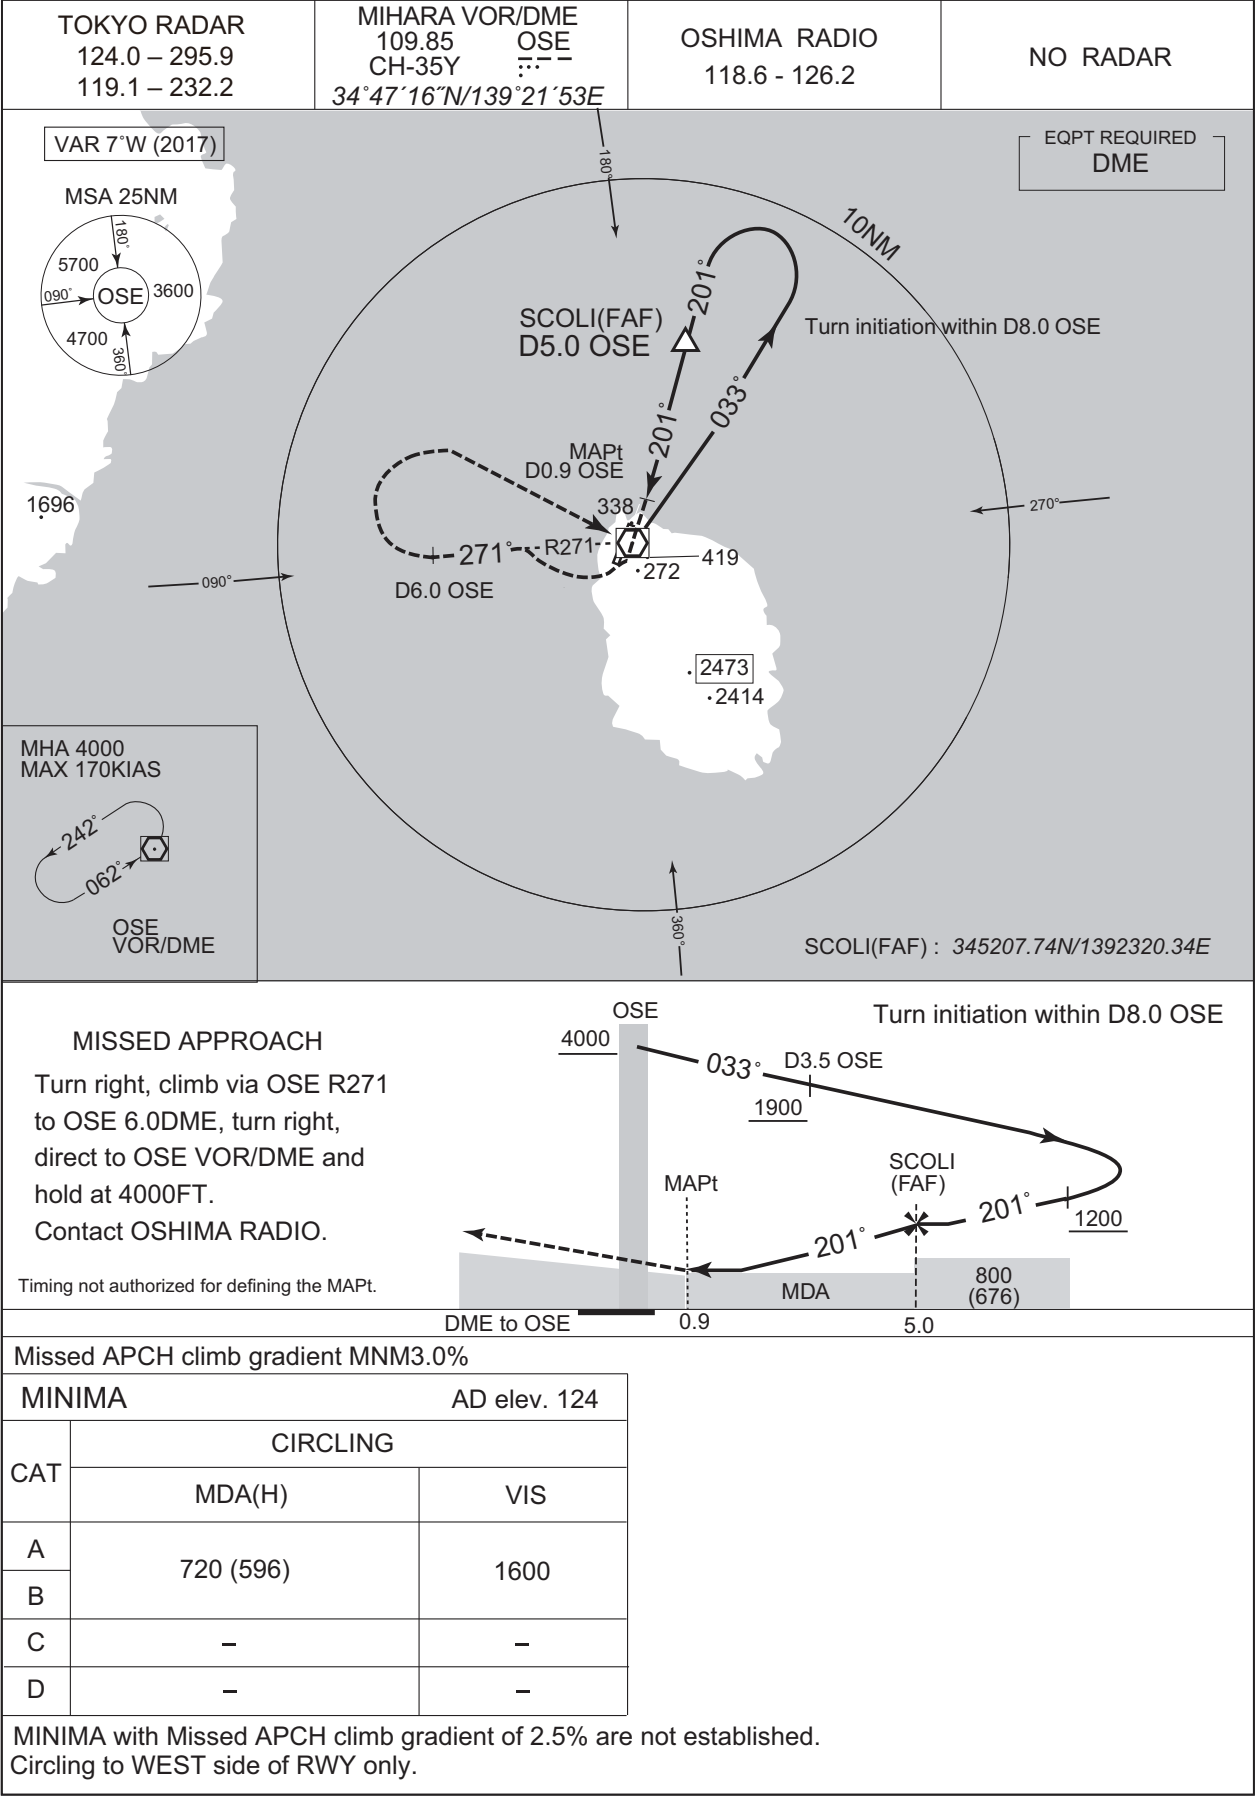 TOKYO RADAR
124.0 – 295.9
119.1 – 232.2
MIHARA VOR/DME
109.85 OSE
CH-35Y
34˚47´16˝N/139˚21´53E
OSHIMA RADIO
118.6 - 126.2
NO RADAR
VAR 7˚W (2017)
EQPT REQUIRED
DME
MSA 25NM
180˚
5700
090˚
OSE
3600
4700
360˚
180˚
10NM
201˚
SCOLI(FAF)
D5.0 OSE
Turn initiation within D8.0 OSE
033˚
201˚
MAPt
D0.9 OSE
1696
338
270˚
271˚
R271
419
272
090˚
D6.0 OSE
2473
2414
MHA 4000
MAX 170KIAS
242˚
062˚
OSE
VOR/DME
360˚
SCOLI(FAF) : 345207.74N/1392320.34E
MISSED APPROACH
Turn right, climb via OSE R271
to OSE 6.0DME, turn right,
direct to OSE VOR/DME and
hold at 4000FT.
Contact OSHIMA RADIO.
Timing not authorized for defining the MAPt.
OSE
Turn initiation within D8.0 OSE
4000
033˚
D3.5 OSE
1900
SCOLI
(FAF)
MAPt
201˚
1200
201˚
MDA
800
(676)
DME to OSE
0.9
5.0
Missed APCH climb gradient MNM3.0%
MINIMA AD elev. 124
CAT
CIRCLING
MDA(H) VIS
A
B
720 (596) 1600
C – –
D – –
MINIMA with Missed APCH climb gradient of 2.5% are not established.
Circling to WEST side of RWY only.